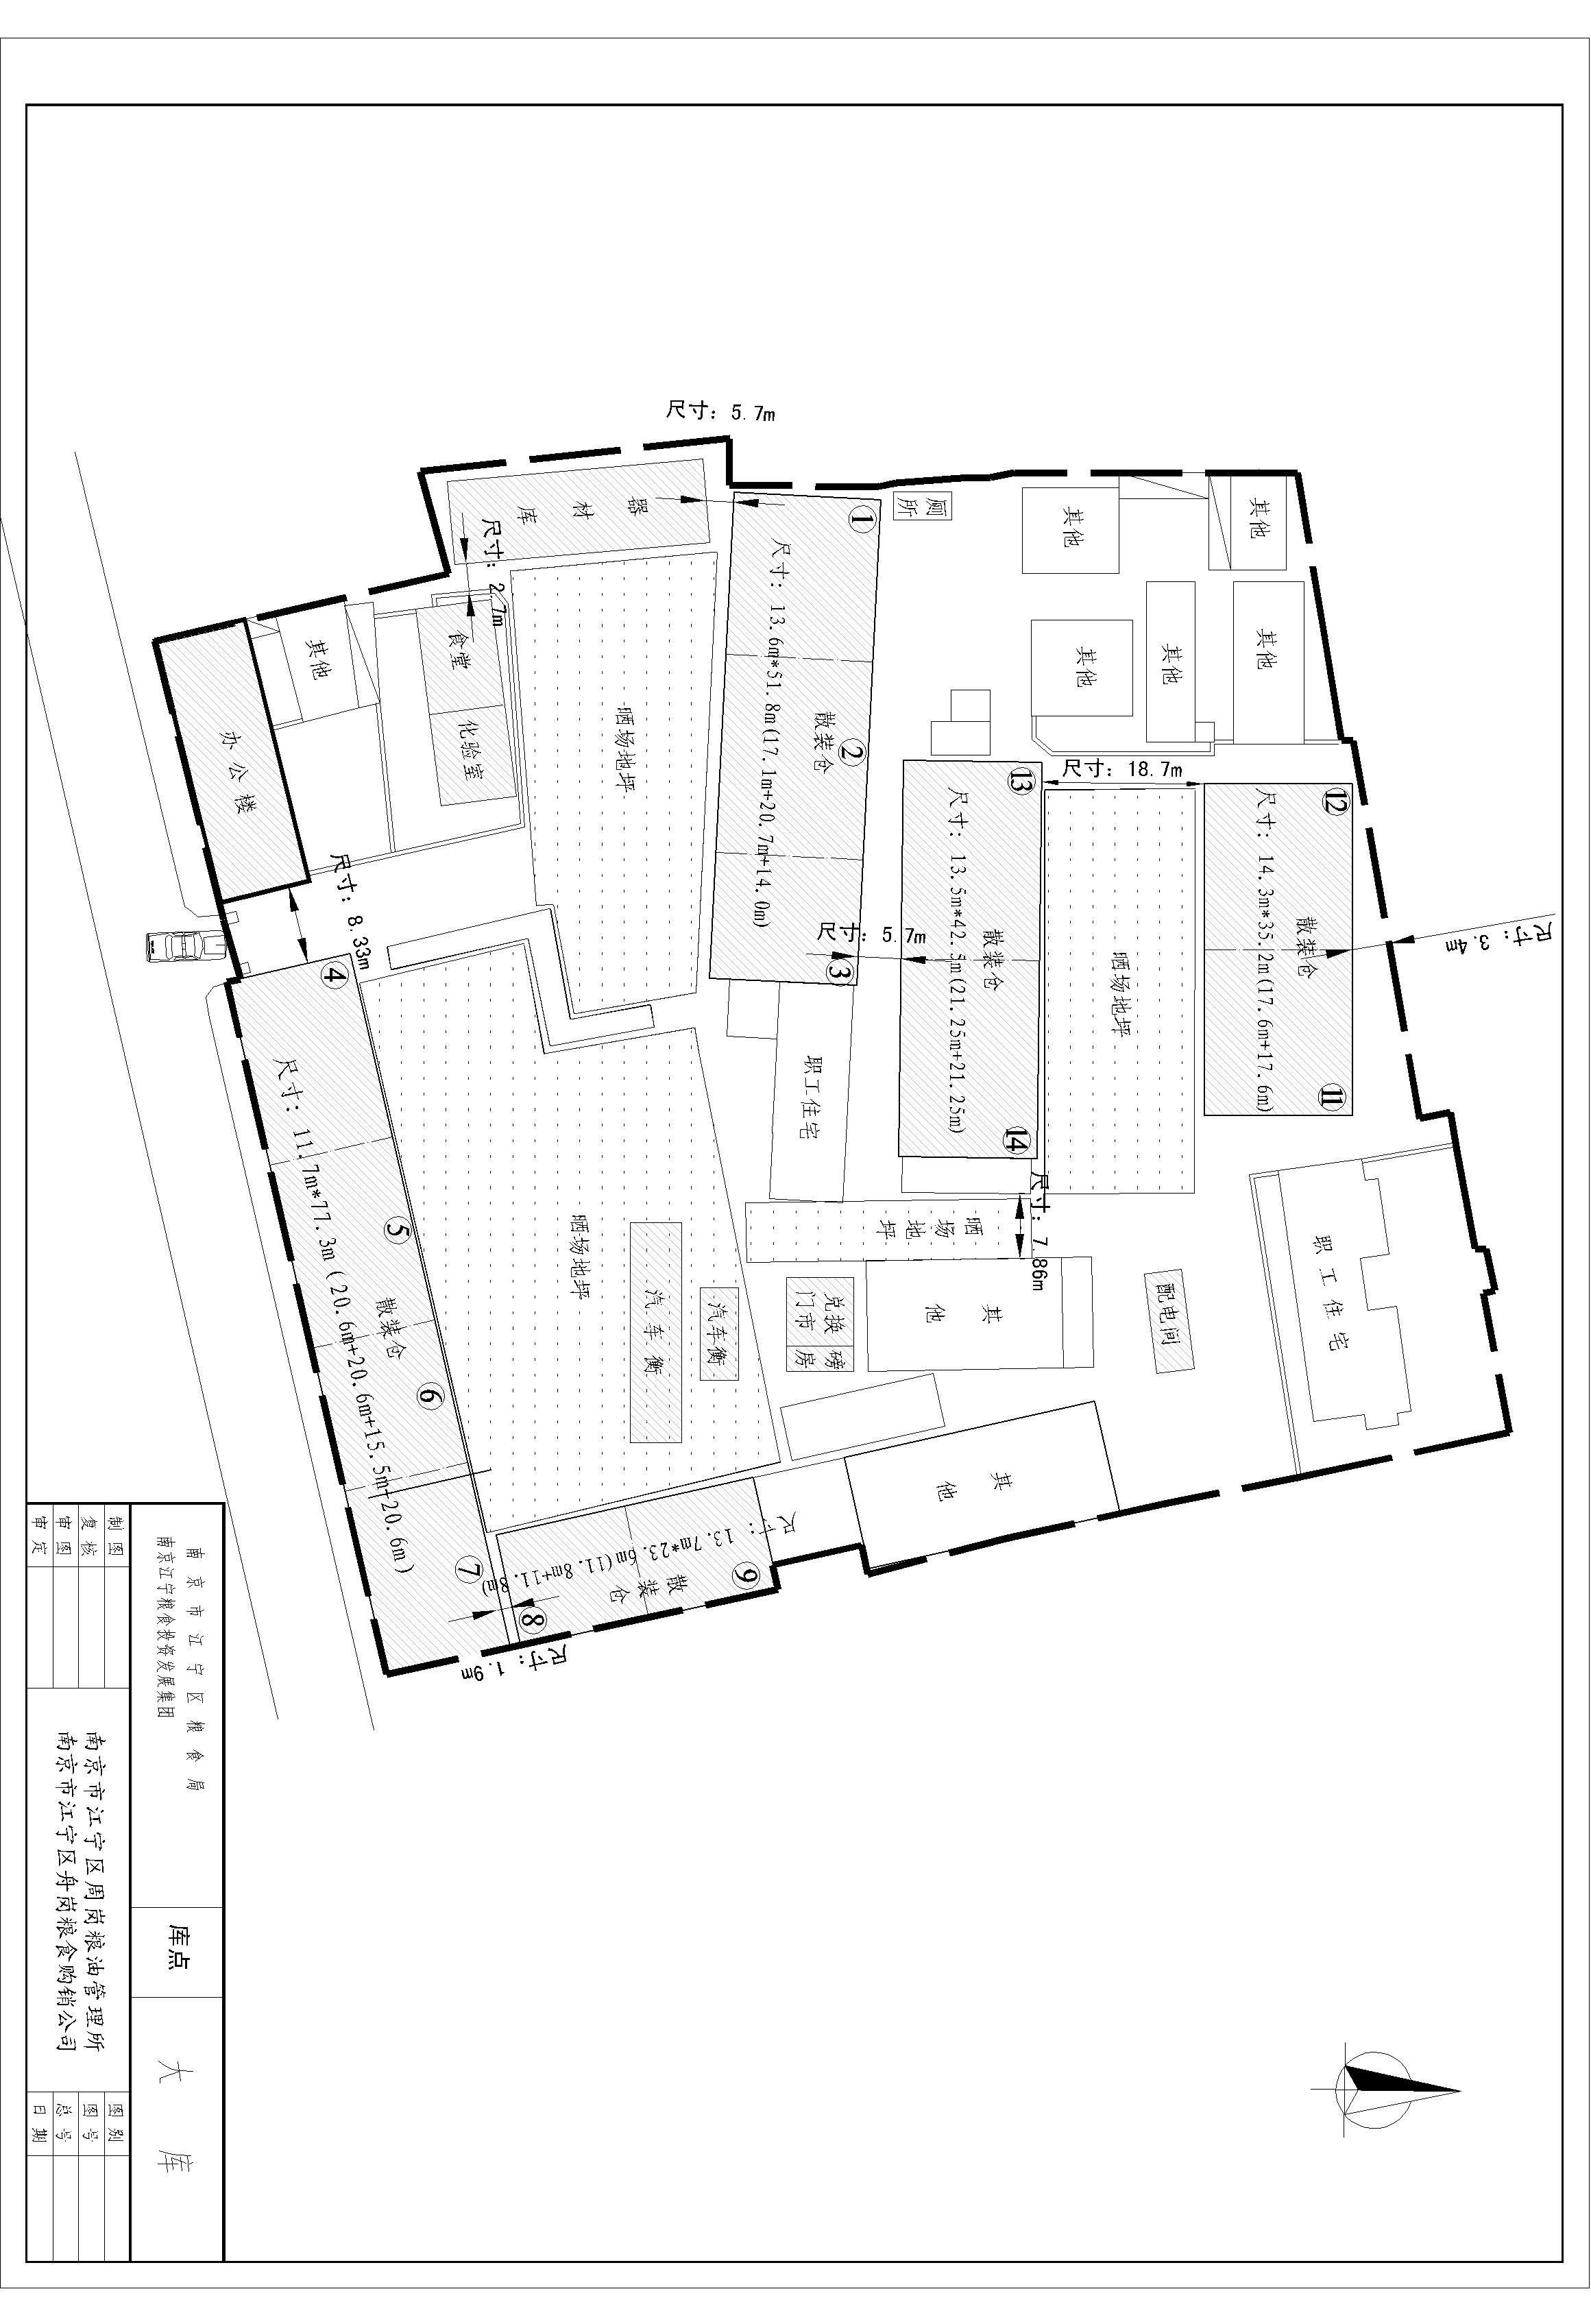 尺寸：5.7m
器材库
尺寸：2.7m
①
②
③
尺寸：13.6m*51.8m(17.1m+20.7m+14.0m)
散装仓
厕所
其他
其他
其他
其他
其他
其他
食堂
化验室
办公楼
晒场地坪
尺寸：8.33m
尺寸：5.7m
⑬
⑭
尺寸：13.5m*42.5m(21.25m+21.25m)
散装仓
尺寸：18.7m
晒场地坪
⑫
⑪
尺寸：14.3m*35.2m(17.6m+17.6m)
散装仓
尺寸：3.4m
④
⑤
⑥
⑦
尺寸：11.7m*77.3m(20.6m+20.6m+15.5m+20.6m)
散装仓
晒场地坪
汽车衡
汽车衡
职工住宅
晒场地坪
尺寸：7.86m
兑换
门市
磅房
其他
配电间
职工住宅
其他
尺寸：13.7m*23.6m(11.8m+11.8m)
散装仓
⑧
⑨
尺寸：1.9m
南京市江宁区粮食局
南京江宁粮食投资发展集团
库点
大库
制图
复核
审图
审定
南京市江宁区周岗粮油管理所
南京市江宁区舟岗粮食购销公司
图别
图号
总号
日期